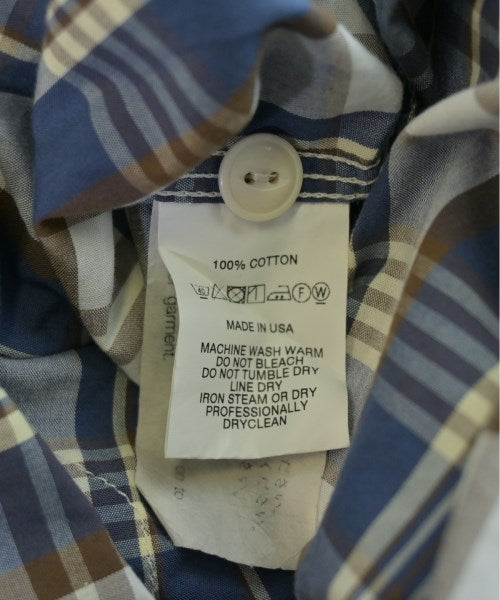 100% COTTON
F W
MADE IN USA
MACHINE WASH WARM
DO NOT BLEACH
DO NOT TUMBLE DRY
LINE DRY
IRON STEAM OR DRY
PROFESSIONALLY
DRYCLEAN
garment.